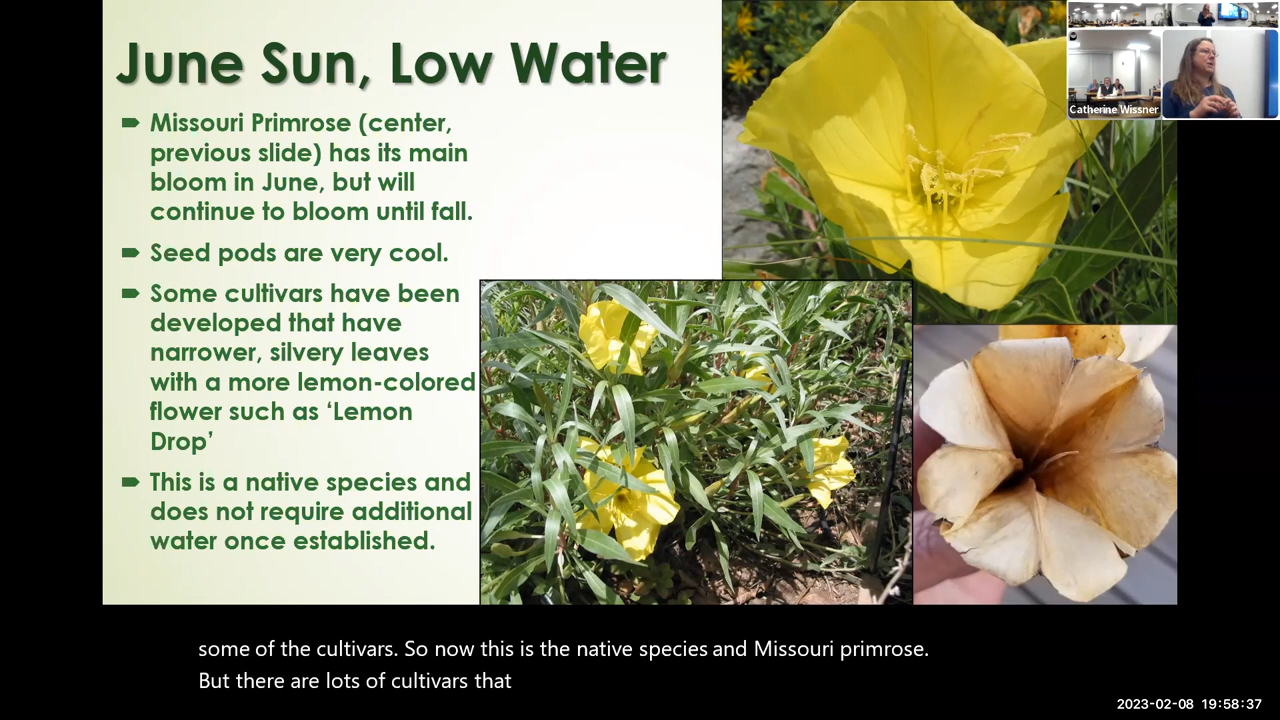 June Sun, Low Water
Missouri Primrose (center,
previous slide) has its main
bloom in June, but will
continue to bloom until fall.
Seed pods are very cool.
Some cultivars have been
developed that have
narrower, silvery leaves
with a more lemon-colored
flower such as ‘Lemon
Drop’
This is a native species and
does not require additional
water once established.
Catherine Wissner
some of the cultivars. So now this is the native species and Missouri primrose.
But there are lots of cultivars that
2023-02-08 19:58:37